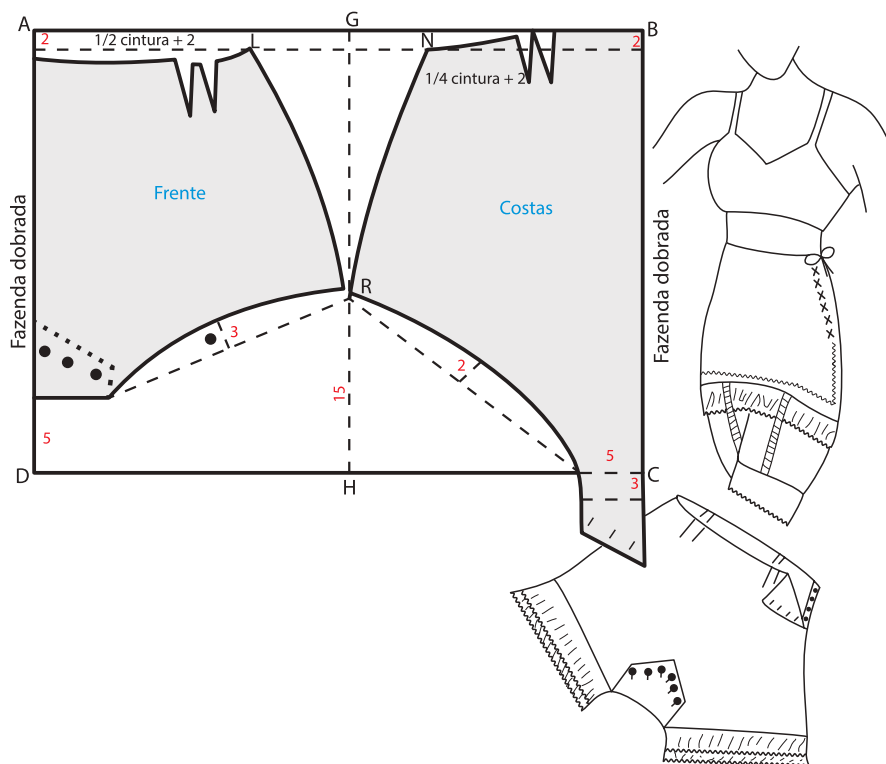 A
G
B
2
1/2 cintura + 2
L
N
2
1/4 cintura + 2
Frente
Costas
Fazenda dobrada
Fazenda dobrada
R
3
2
15
5
5
3
D
H
C